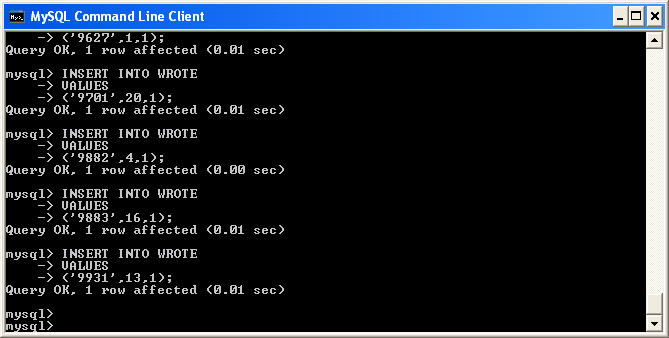 MySQL Command Line Client
    -> ('9627',1,1);
Query OK, 1 row affected (0.01 sec)
mysql> INSERT INTO WROTE
    -> VALUES
    -> ('9701',20,1);
Query OK, 1 row affected (0.01 sec)
mysql> INSERT INTO WROTE
    -> VALUES
    -> ('9882',4,1);
Query OK, 1 row affected (0.00 sec)
mysql> INSERT INTO WROTE
    -> VALUES
    -> ('9883',16,1);
Query OK, 1 row affected (0.01 sec)
mysql> INSERT INTO WROTE
    -> VALUES
    -> ('9931',13,1);
Query OK, 1 row affected (0.01 sec)
mysql>
mysql>